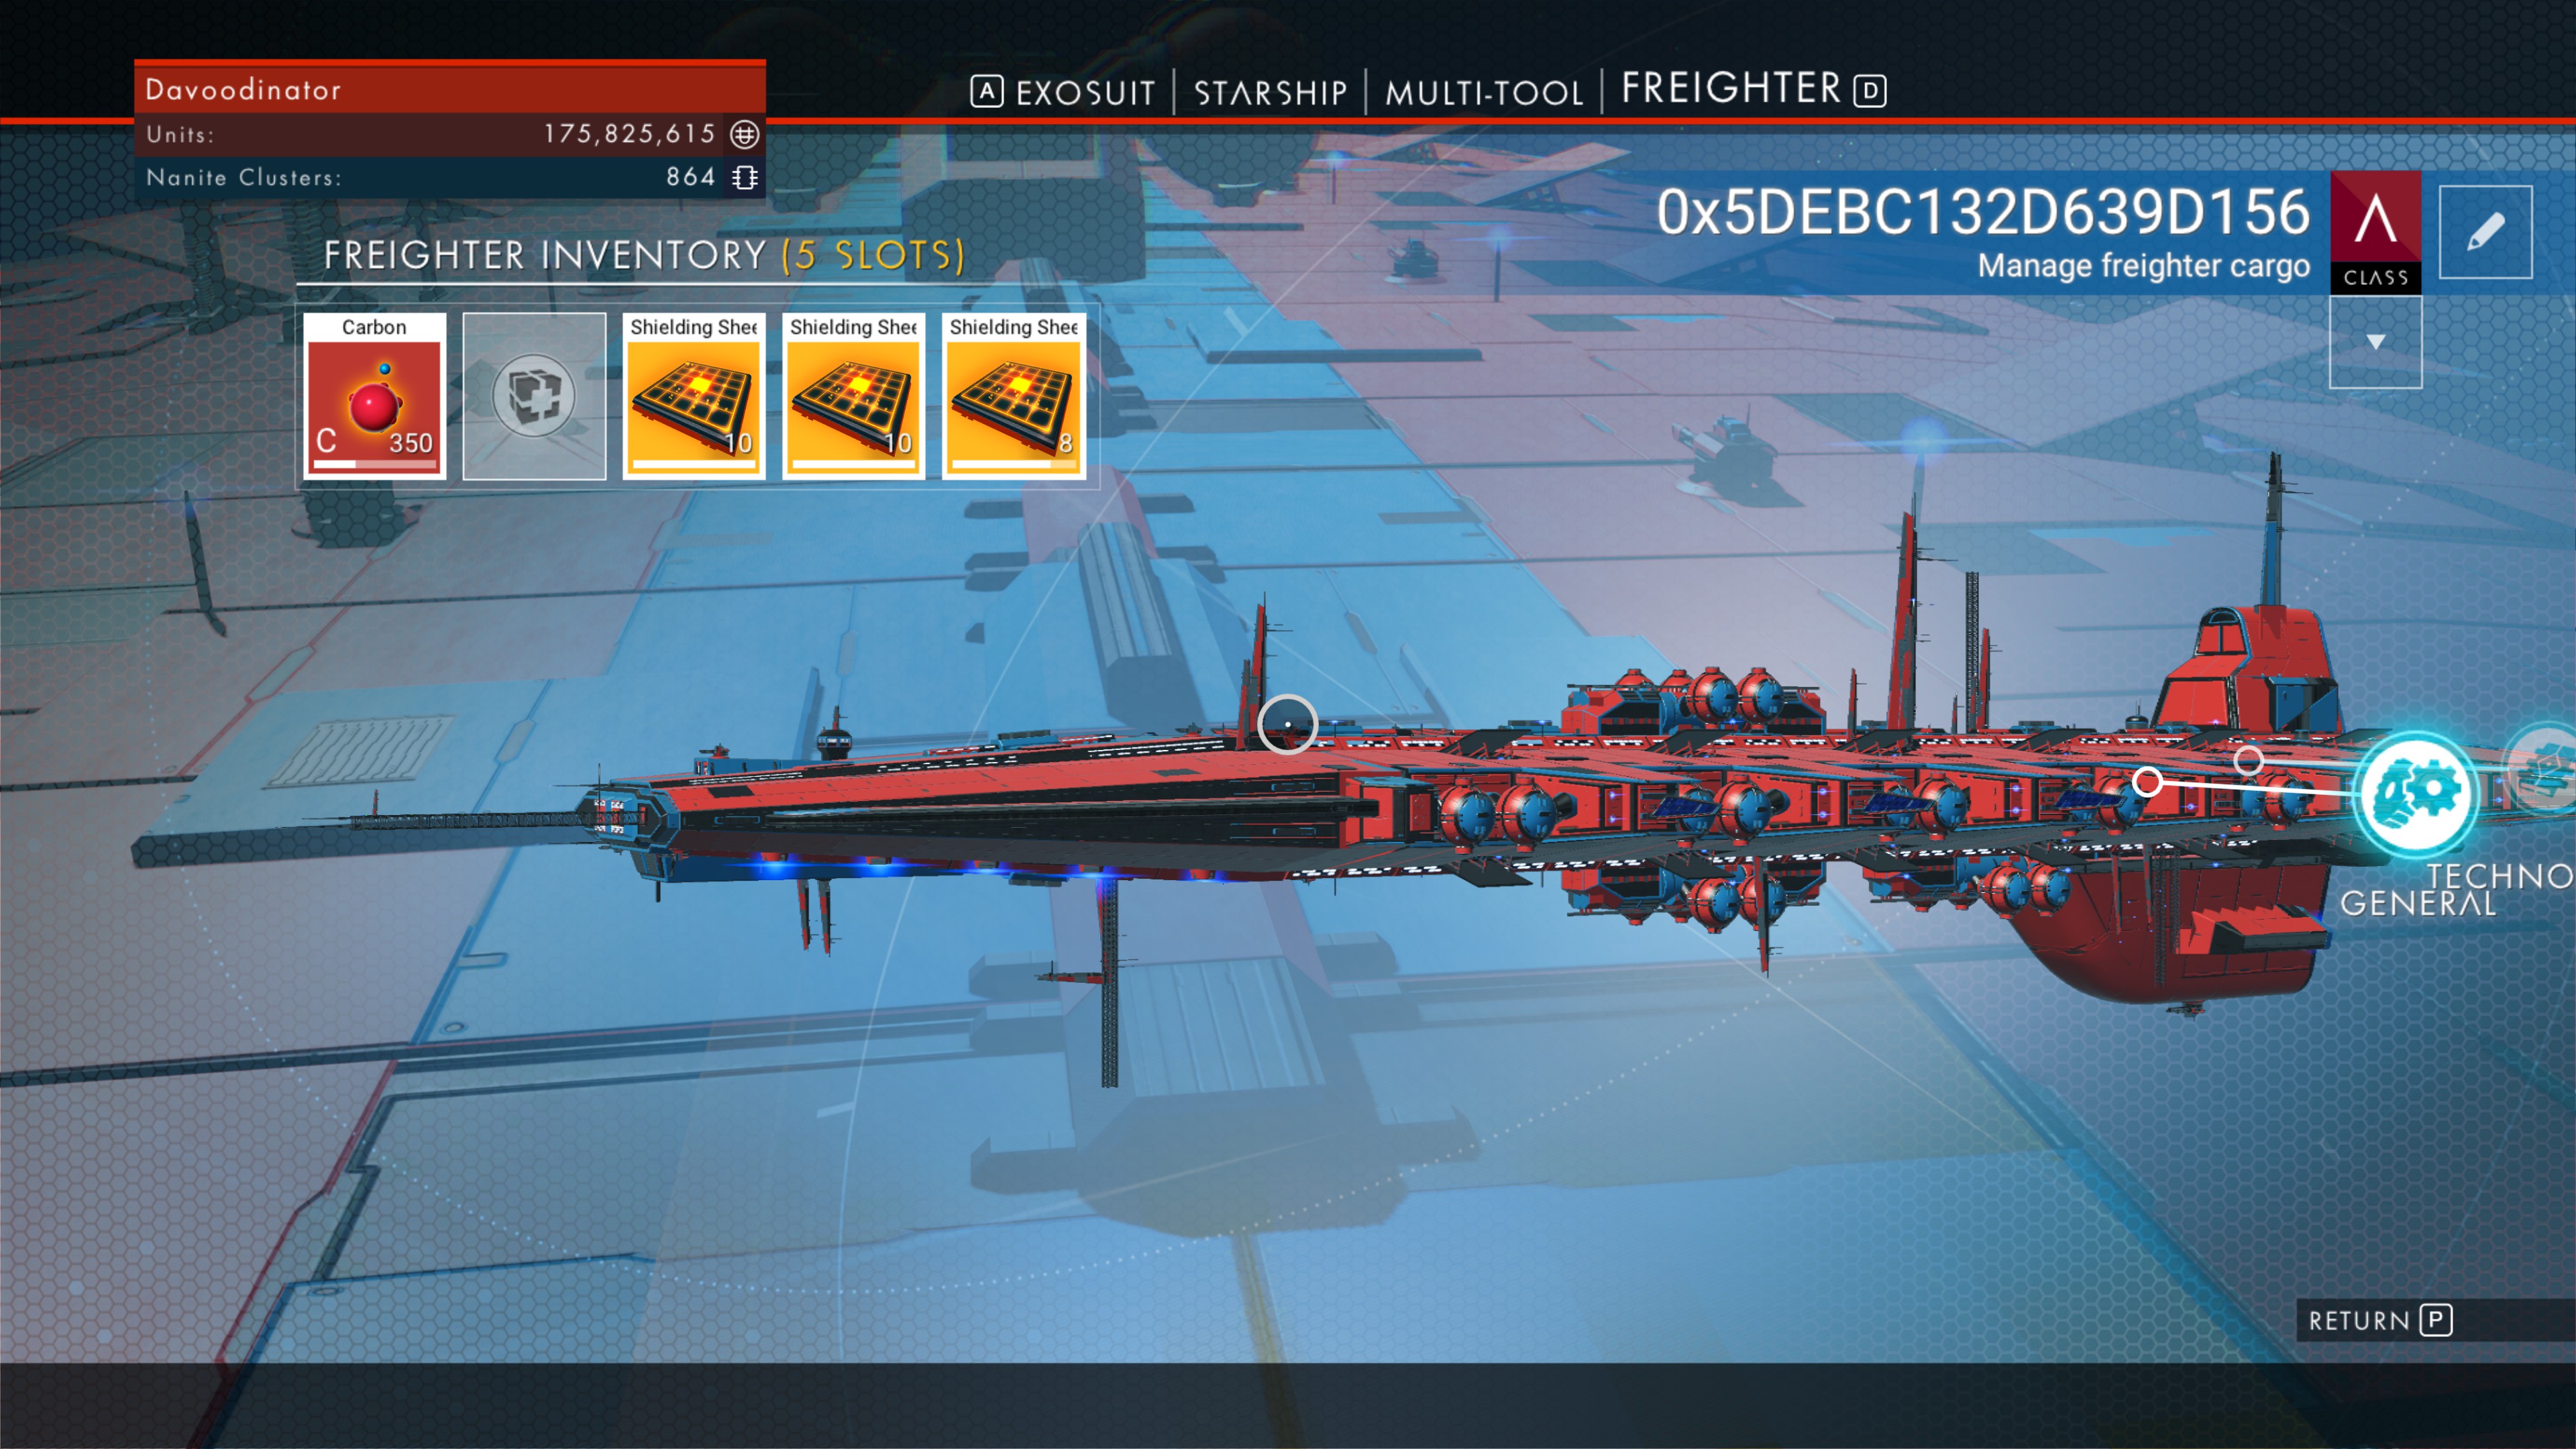 Davoodinator
Units: 175,825,615
Nanite Clusters: 864
A EXOSUIT STARSHIP MULTI-TOOL FREIGHTER D
0x5DEBC132D639D156
Manage freighter cargo
A
CLASS
FREIGHTER INVENTORY (5 SLOTS)
Carbon
C 350
Shielding Shee
10
Shielding Shee
10
Shielding Shee
8
TECHNO
GENERAL
RETURN P